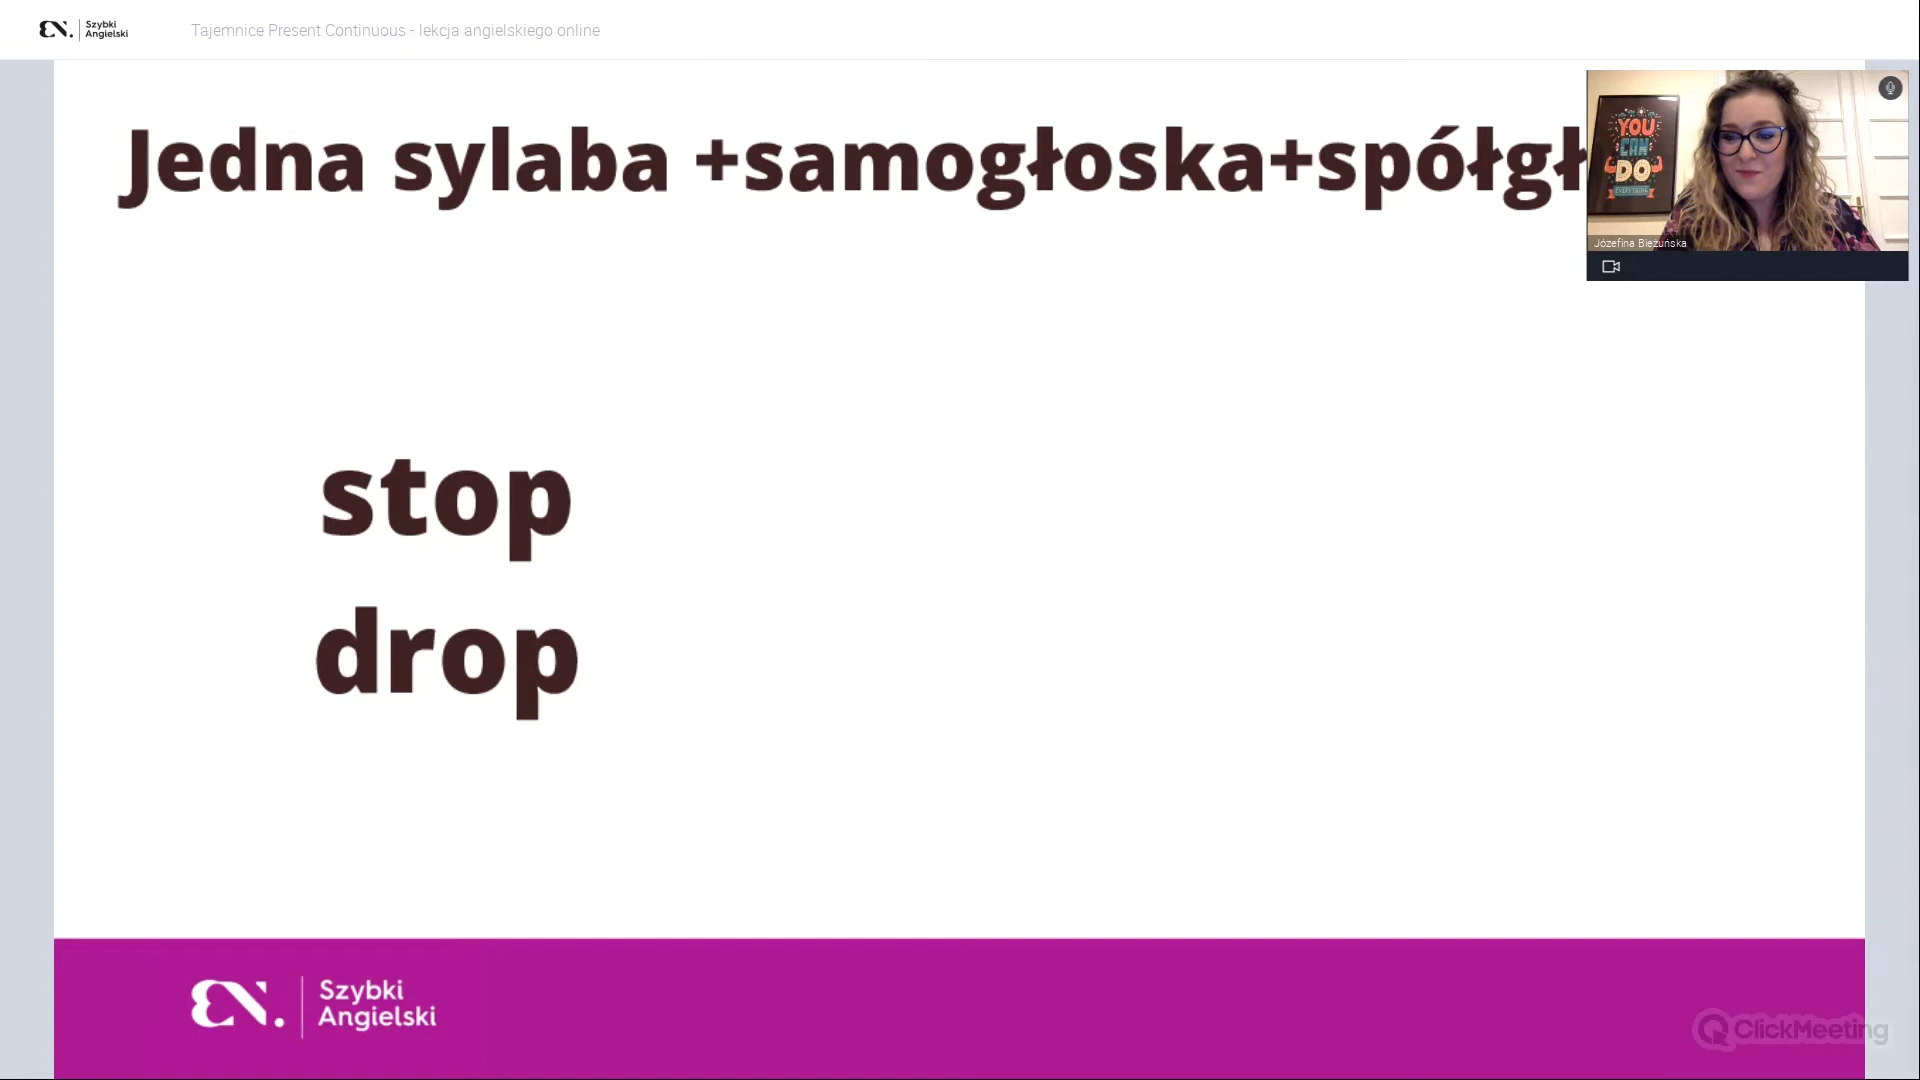 Szybki
Angielski
Tajemnice Present Continuous - lekcja angielskiego online
Jedna sylaba +samogłoska+spółgł
YOU
CAN
DO
EVERYTHING
Józefina Bieżuńska
stop
drop
Szybki
Angielski
ClickMeeting